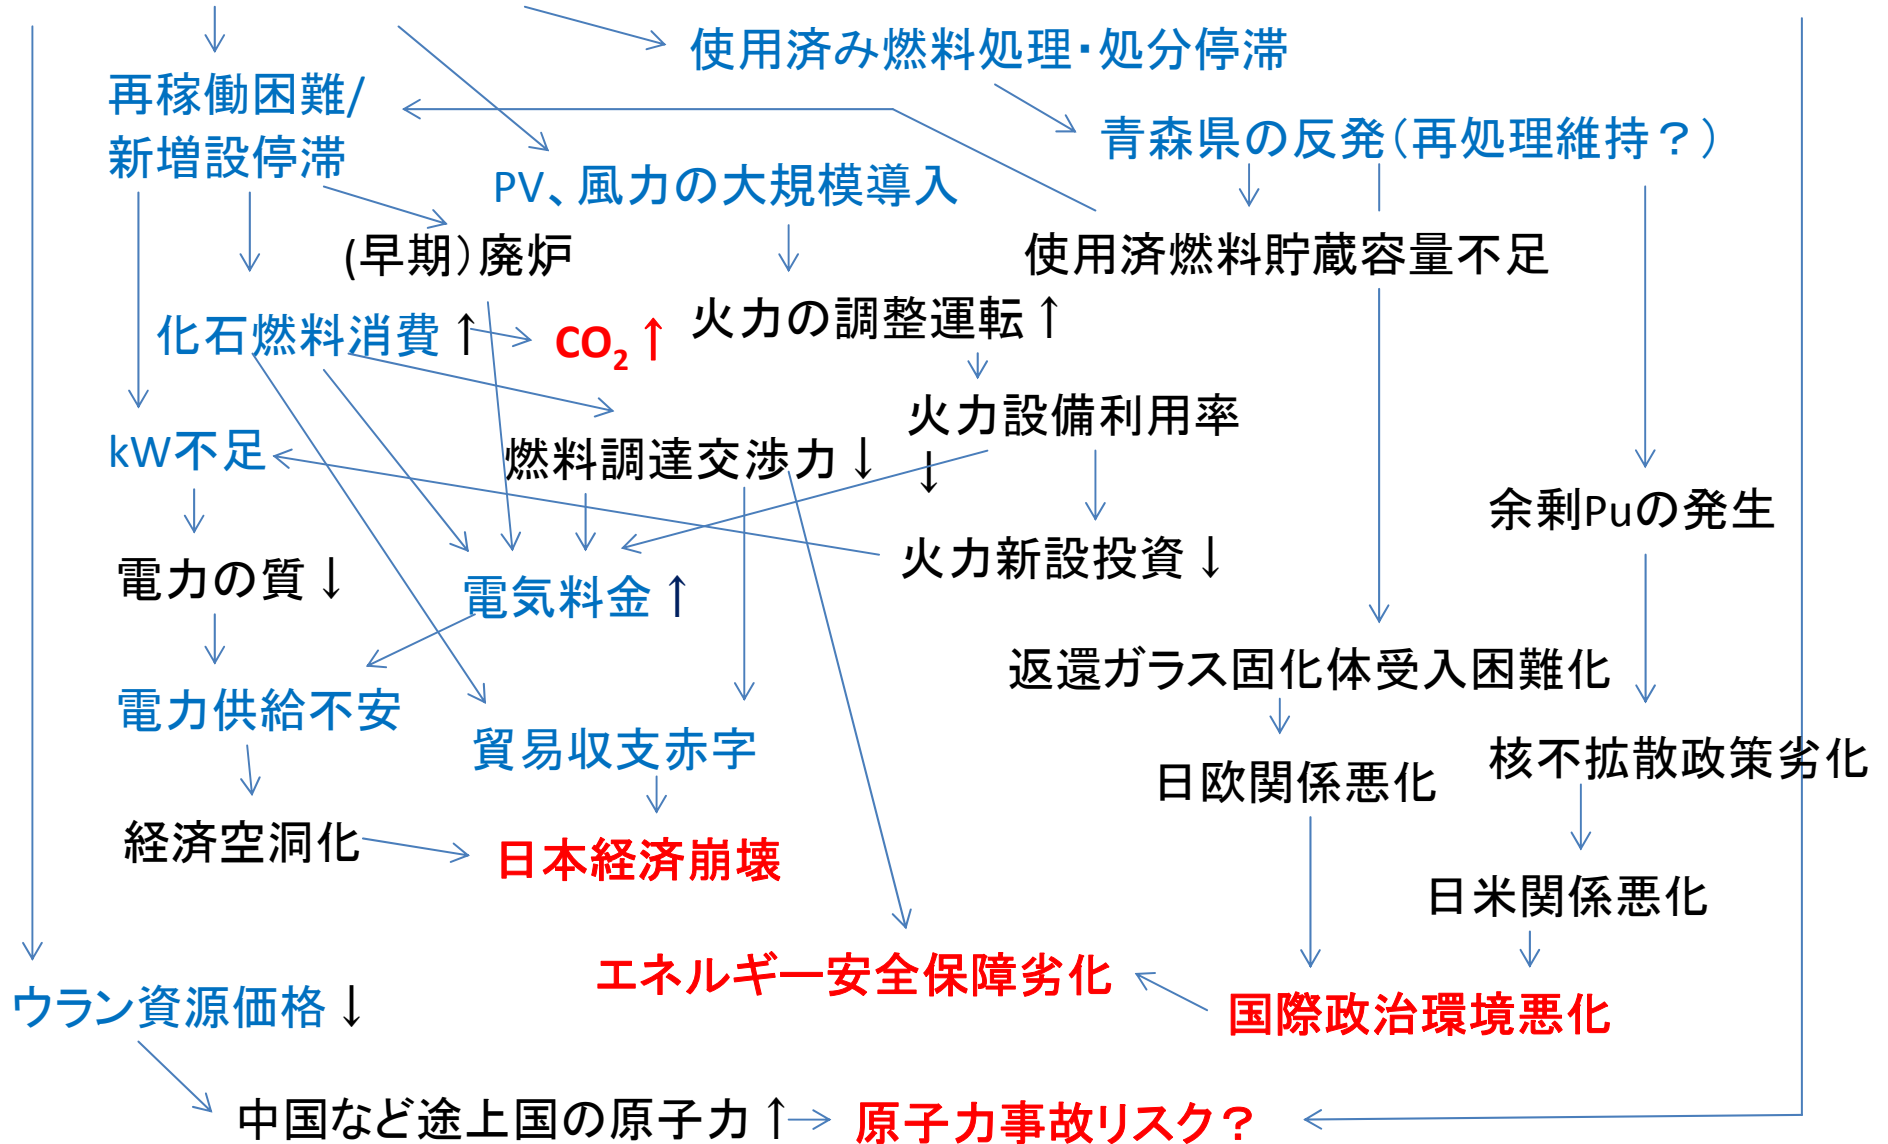 使用済み燃料処理・処分停滞
再稼働困難/
新増設停滞
青森県の反発(再処理維持？)
PV、風力の大規模導入
(早期)廃炉
使用済燃料貯蔵容量不足
化石燃料消費↑
CO₂↑
火力の調整運転↑
火力設備利用率
↓
kW不足
燃料調達交渉力↓
余剰Puの発生
電力の質↓
電気料金↑
火力新設投資↓
返還ガラス固化体受入困難化
電力供給不安
貿易収支赤字
日欧関係悪化
核不拡散政策劣化
経済空洞化
日本経済崩壊
日米関係悪化
エネルギー安全保障劣化
ウラン資源価格↓
国際政治環境悪化
中国など途上国の原子力↑
原子力事故リスク？